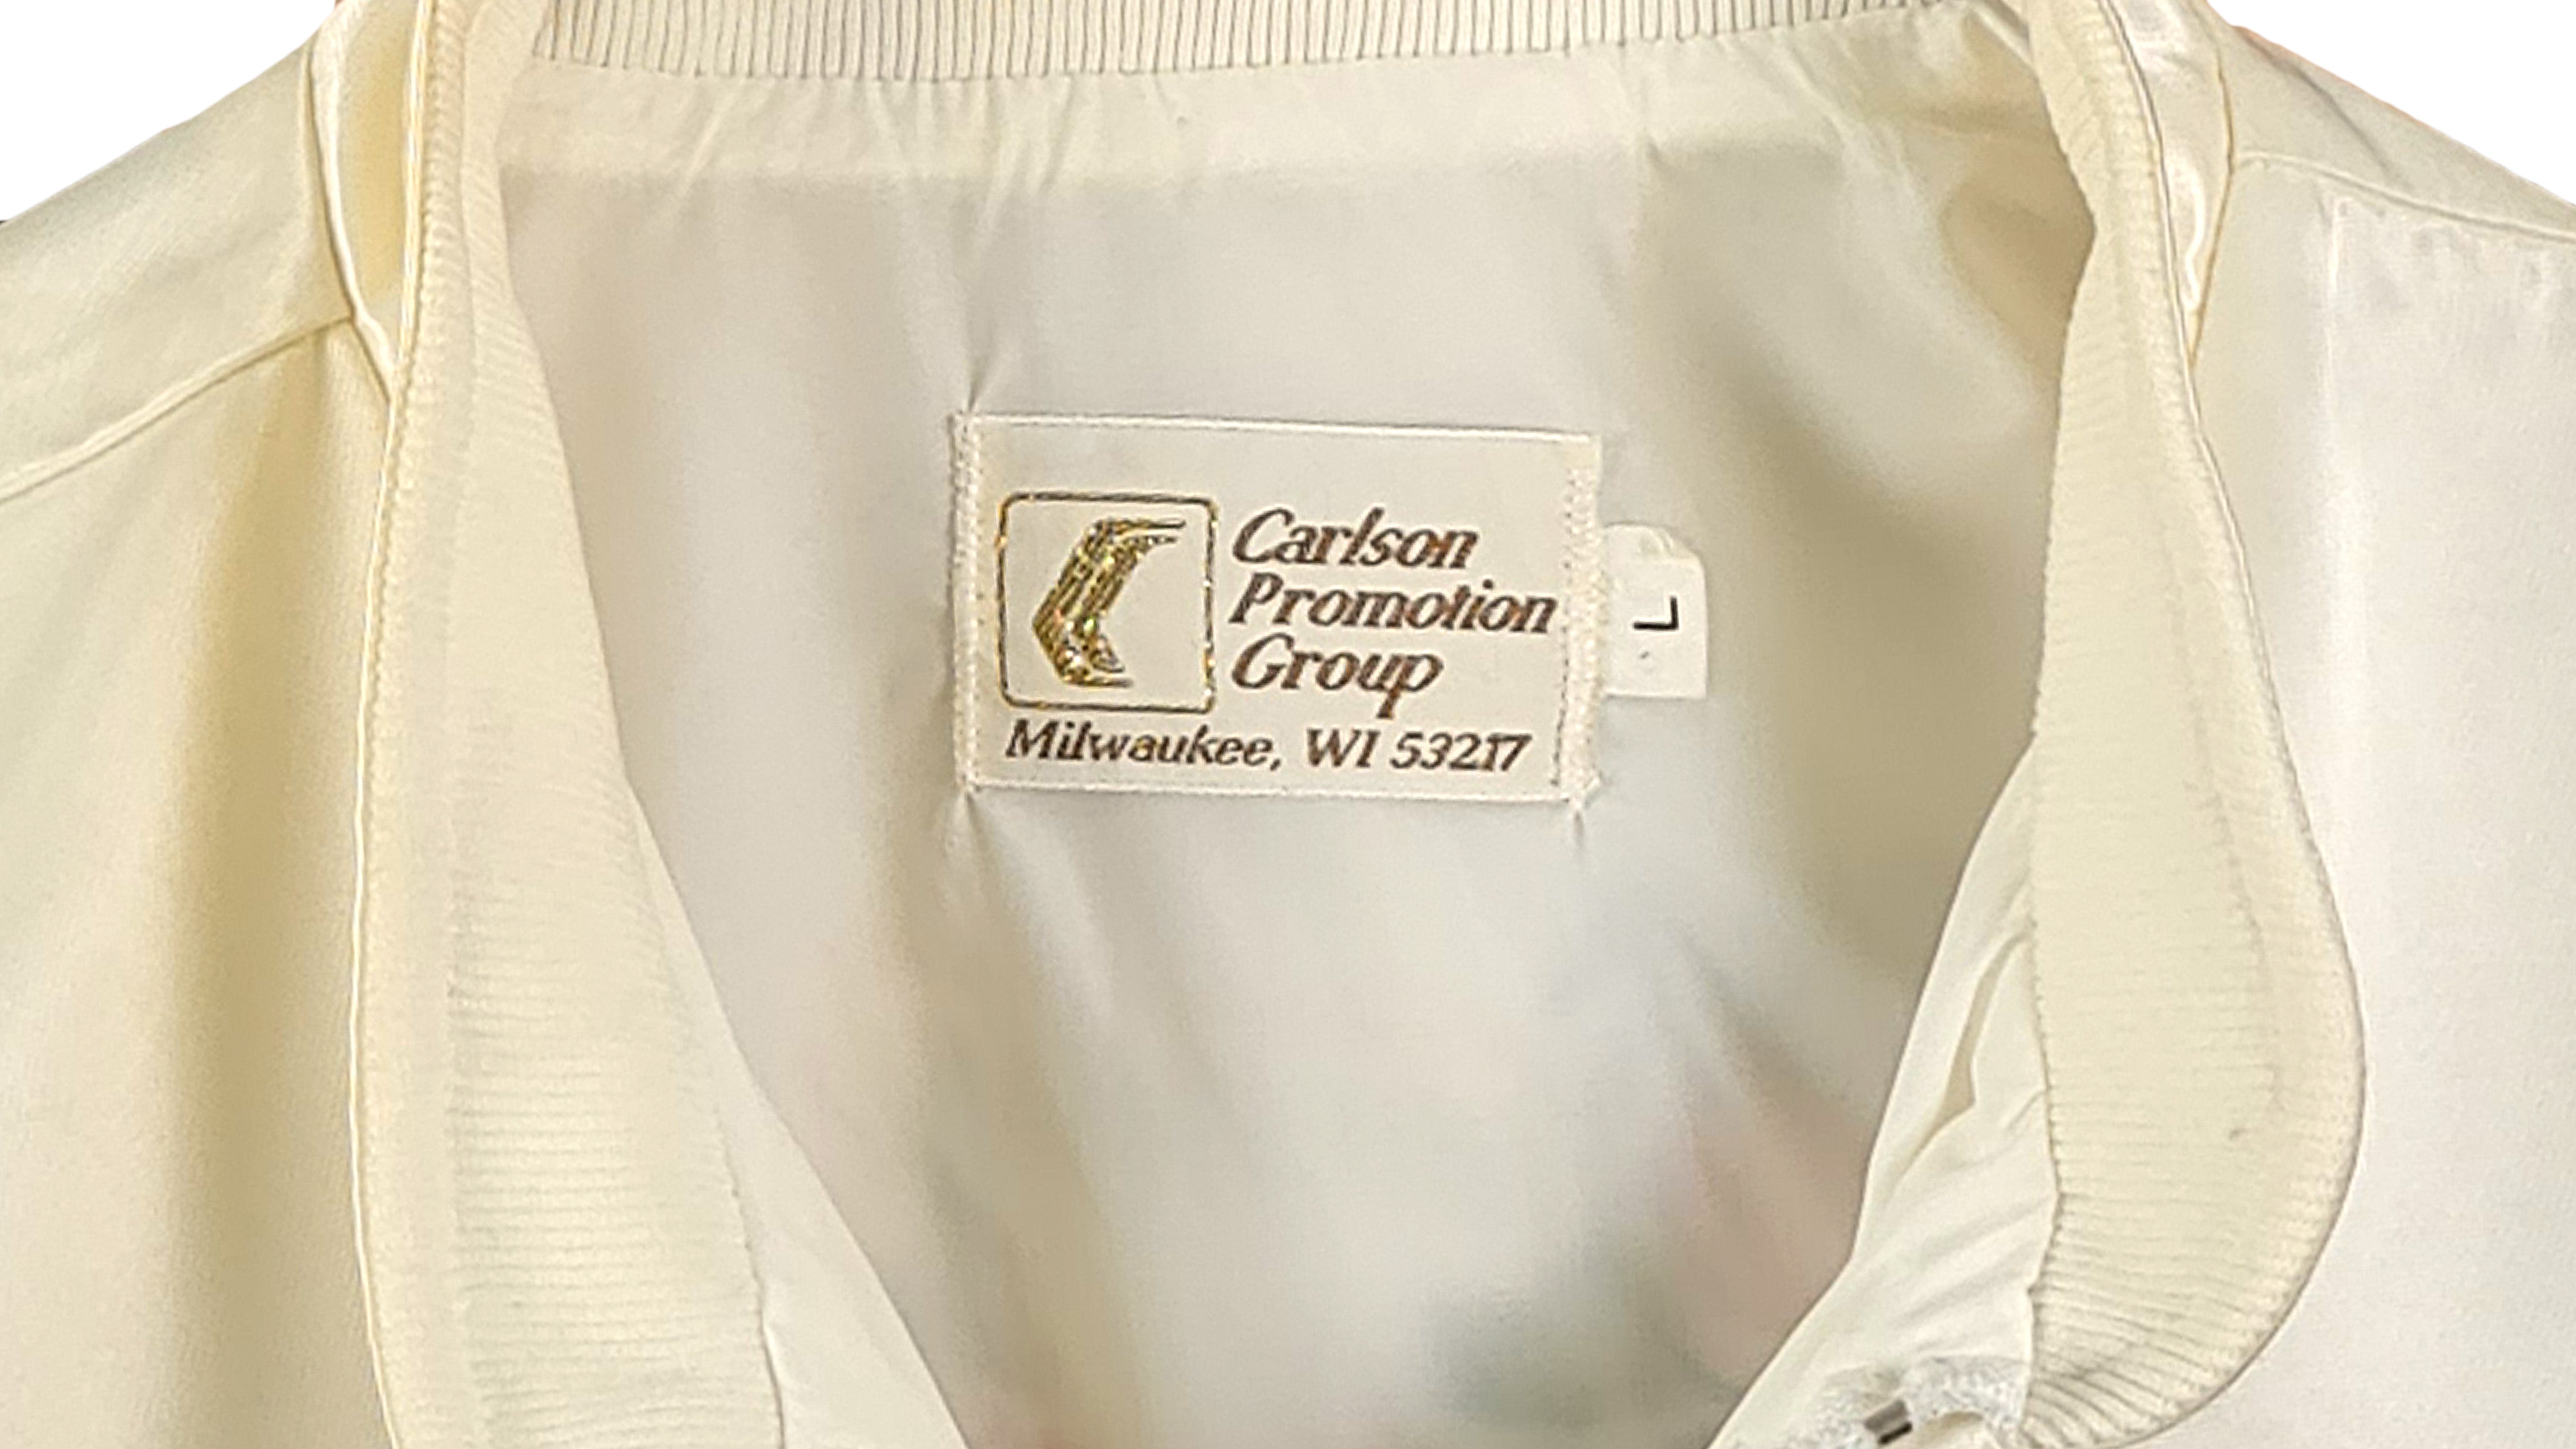 Carlson
Promotion
Group
Milwaukee, WI 53217
L